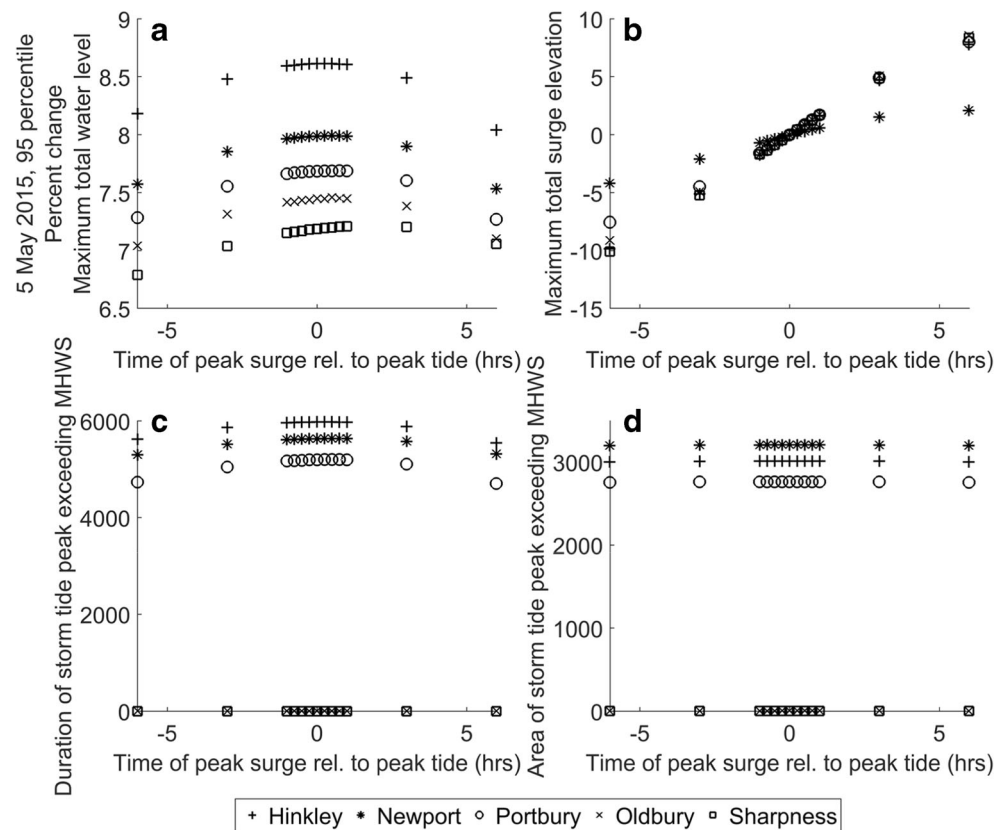 5 May 2015, 95 percentile
Percent change
Maximum total water level
a
9
8.5
8
7.5
7
6.5
-5
0
5
Time of peak surge rel. to peak tide (hrs)
Maximum total surge elevation
b
10
5
0
-5
-10
-15
-5
0
5
Time of peak surge rel. to peak tide (hrs)
Duration of storm tide peak exceeding MHWS
c
6000
4000
2000
0
-5
0
5
Time of peak surge rel. to peak tide (hrs)
Area of storm tide peak exceeding MHWS
d
3000
2000
1000
0
-5
0
5
Time of peak surge rel. to peak tide (hrs)
Hinkley Newport Portbury Oldbury Sharpness